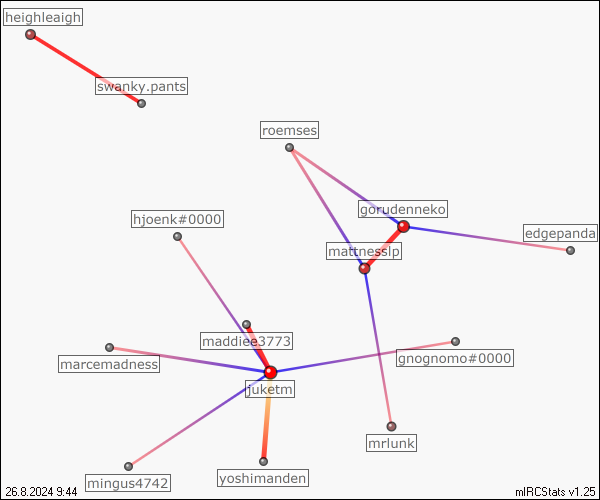 heighleaigh
swanky.pants
roemses
gorudenneko
hjoenk#0000
edgepanda
mattnesslp
maddiee3773
gnognomo#0000
marcemadness
juketm
mrlunk
yoshimanden
mingus4742
26.8.2024 9:44
mIRCStats v1.25